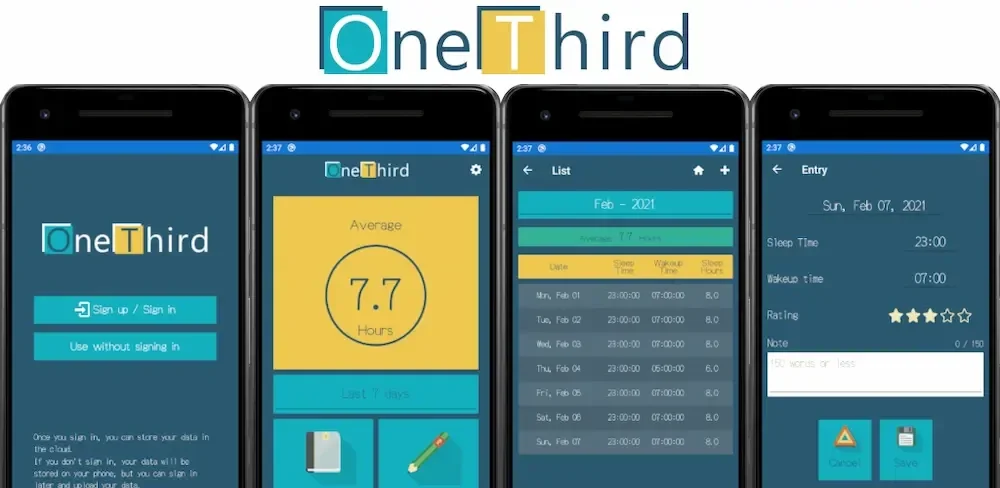 OneThird
2:36
OneThird
Sign up / Sign in
Use without signing in
Once you sign in, you can store your data in
the cloud.
If you don't sign in, your data will be
stored on your phone, but you can sign in
later and upload your data.
2:37
OneThird
Average
7.7
Hours
Last 7 days
2:37
List
Feb - 2021
Average 7.7 Hours
Date Sleep Time Wakeup Time Sleep Hours
Mon, Feb 01 23:00:00 07:00:00 8.0
Tue, Feb 02 23:00:00 07:00:00 8.0
Wed, Feb 03 23:00:00 07:00:00 8.0
Thu, Feb 04 23:00:00 05:00:00 6.0
Fri, Feb 05 23:00:00 07:00:00 8.0
Sat, Feb 06 23:00:00 07:00:00 8.0
Sun, Feb 07 23:00:00 07:00:00 8.0
2:37
Entry
Sun, Feb 07, 2021
Sleep Time 23:00
Wakeup time 07:00
Rating
Note 0 / 150
150 words or less
Cancel Save